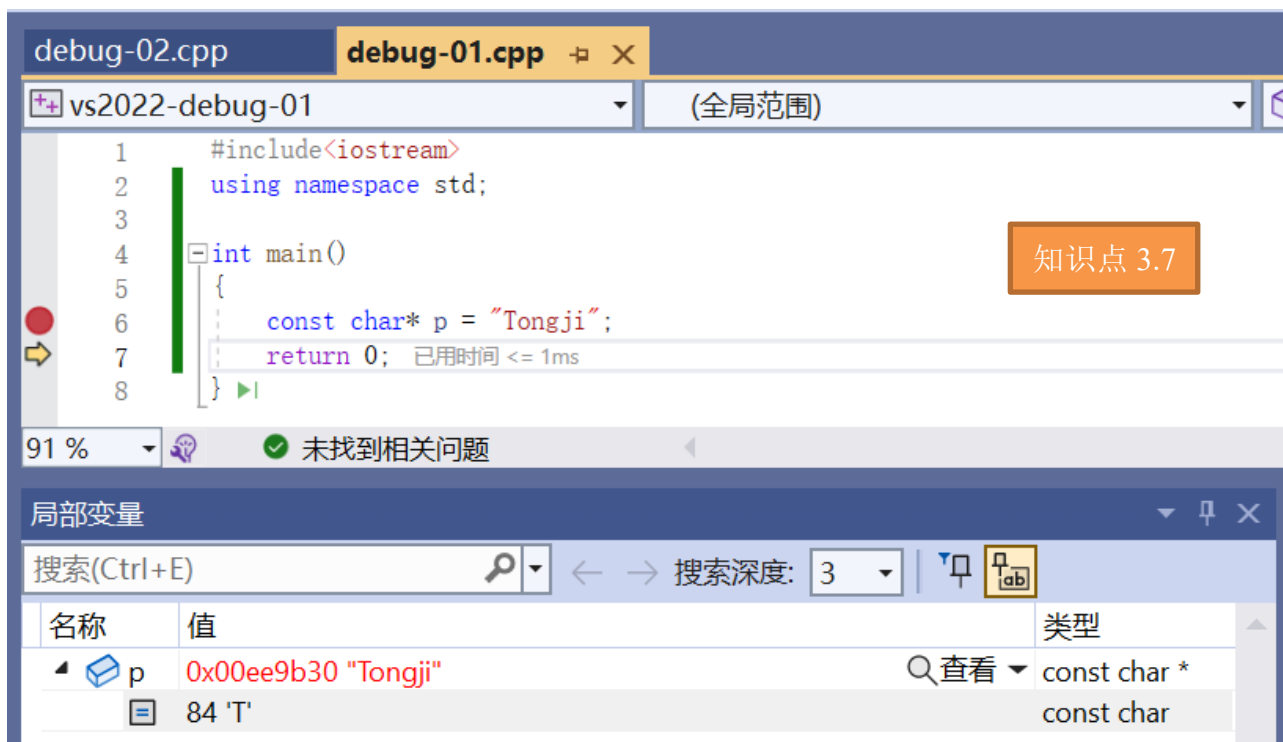 debug-02.cpp debug-01.cpp
vs2022-debug-01 (全局范围)
1 #include<iostream>
2 using namespace std;
3
4 int main()
知识点 3.7
5 {
6 const char* p = "Tongji";
7 return 0; 已用时间 <= 1ms
8 }
91 % 未找到相关问题
局部变量
搜索(Ctrl+E) 搜索深度: 3
名称 值 类型
p 0x00ee9b30 "Tongji" 查看 const char *
84 'T' const char